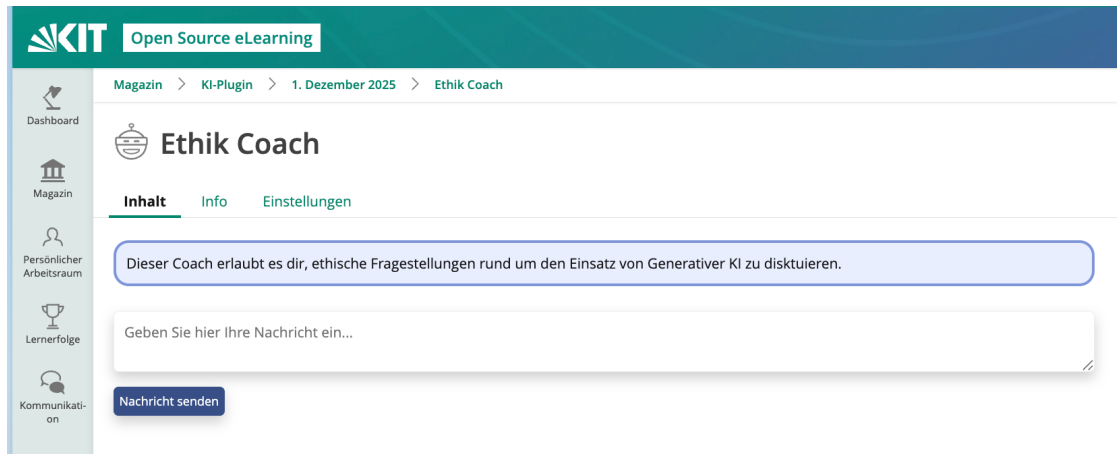 KIT
Open Source eLearning
Magazin > KI-Plugin > 1. Dezember 2025 > Ethik Coach
Dashboard
Magazin
Persönlicher
Arbeitsraum
Lernerfolge
Kommunikati-
on
Ethik Coach
Inhalt Info Einstellungen
Dieser Coach erlaubt es dir, ethische Fragestellungen rund um den Einsatz von Generativer KI zu disktuieren.
Geben Sie hier Ihre Nachricht ein...
Nachricht senden